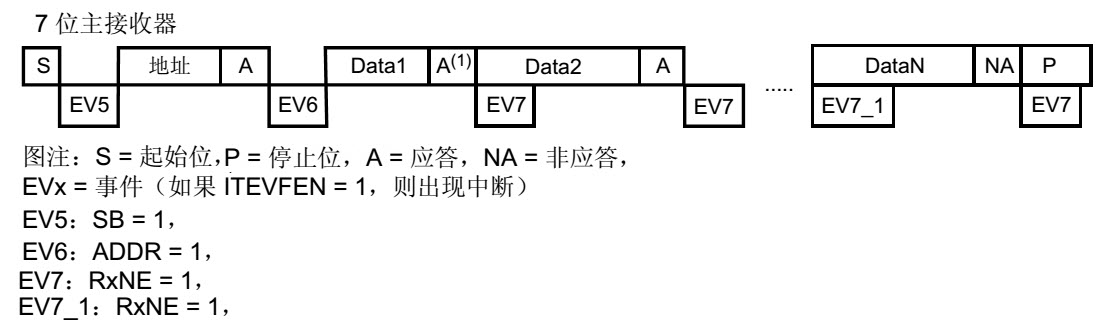 7 位主接收器
S 地址 A Data1 A(1) Data2 A DataN NA P
EV5 EV6 EV7 EV7 ..... EV7_1 EV7
图注：S = 起始位，P = 停止位，A = 应答，NA = 非应答，
EVx = 事件（如果 ITEVFEN = 1，则出现中断）
EV5：SB = 1，
EV6：ADDR = 1，
EV7：RxNE = 1，
EV7_1：RxNE = 1，